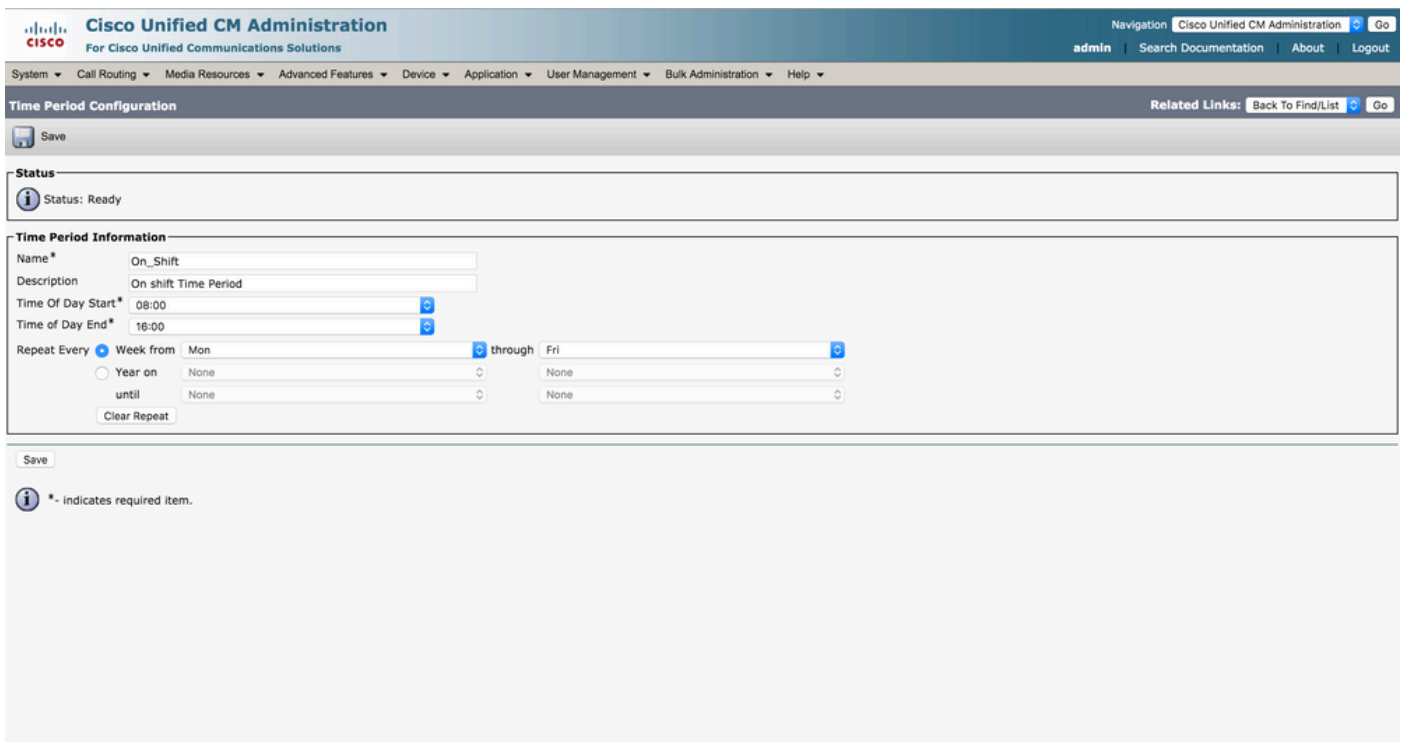 Cisco Unified CM Administration
Navigation Cisco Unified CM Administration Go
CISCO For Cisco Unified Communications Solutions
admin | Search Documentation | About | Logout
System Call Routing Media Resources Advanced Features Device Application User Management Bulk Administration Help
Time Period Configuration Related Links: Back To Find/List Go
Save
Status
Status: Ready
Time Period Information
Name* On_Shift
Description On shift Time Period
Time Of Day Start* 08:00
Time of Day End* 16:00
Repeat Every Week from Mon through Fri
Year on None None
until None None
Clear Repeat
Save
*- indicates required item.